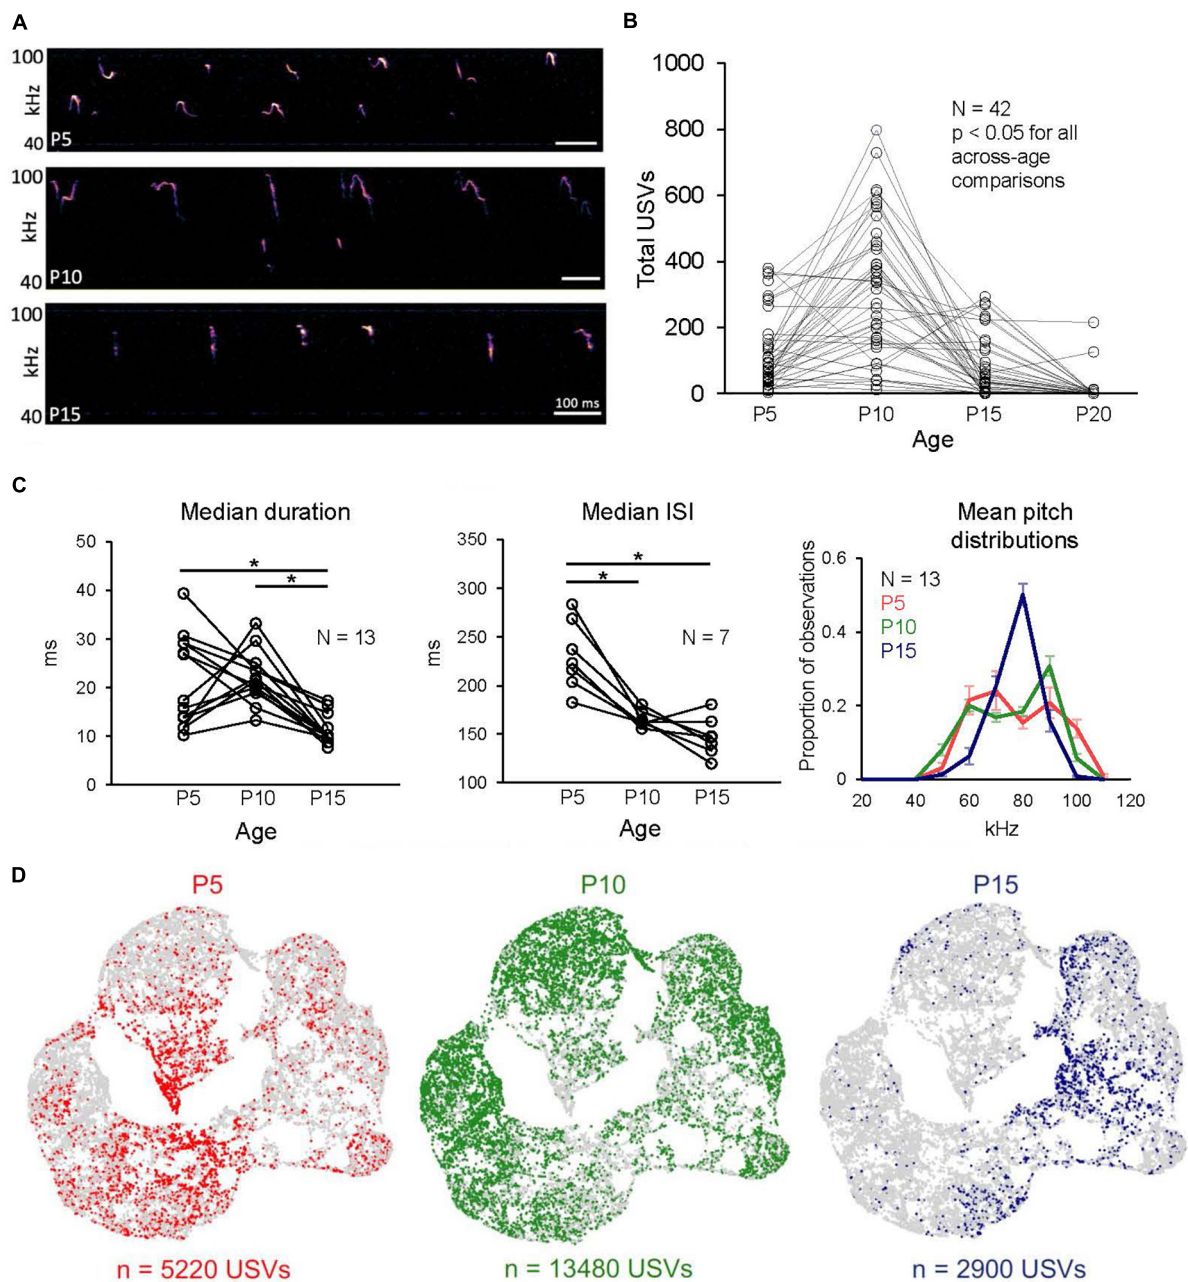 A
100
kHz
40
P5
100
kHz
40
P10
100
kHz
40
P15
100 ms
B
1000
800
600
400
200
0
Total USVs
N = 42
p < 0.05 for all
across-age
comparisons
P5 P10 P15 P20
Age
C
Median duration
50
40
30
20
10
0
ms
*
*
N = 13
P5 P10 P15
Age
Median ISI
350
300
250
200
150
100
ms
*
*
N = 7
P5 P10 P15
Age
Mean pitch
distributions
Proportion of observations
0.6
0.4
0.2
0
N = 13
P5
P10
P15
20 40 60 80 100 120
kHz
D
P5
P10
P15
n = 5220 USVs
n = 13480 USVs
n = 2900 USVs